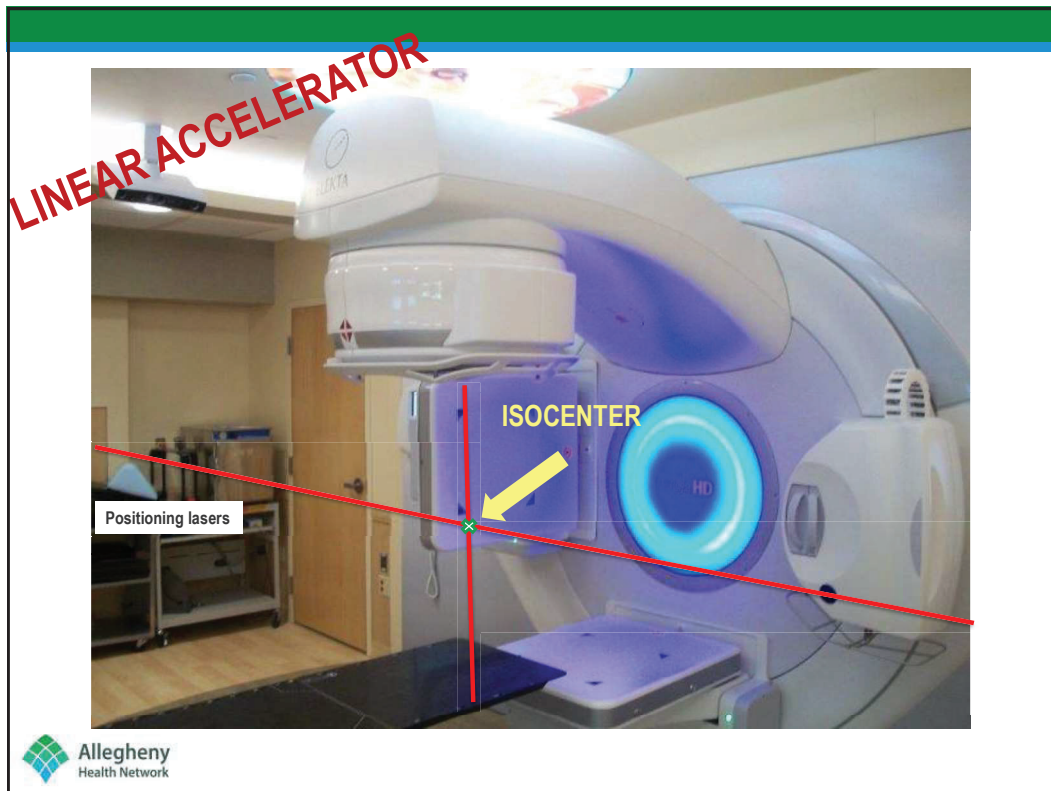 LINEAR ACCELERATOR
ELEKTA
ISOCENTER
HD
Positioning lasers
Allegheny
Health Network